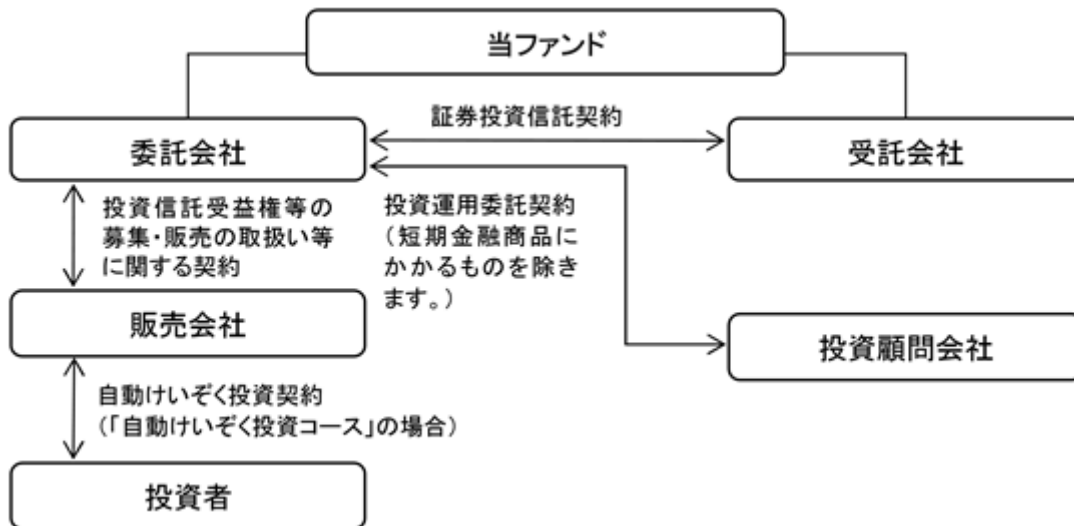 当ファンド
証券投資信託契約
委託会社
受託会社
投資信託受益権等の
募集・販売の取扱い等
に関する契約
投資運用委託契約
（短期金融商品に
かかるものを除き
ます。）
販売会社
投資顧問会社
自動けいぞく投資契約
（「自動けいぞく投資コース」の場合）
投資者